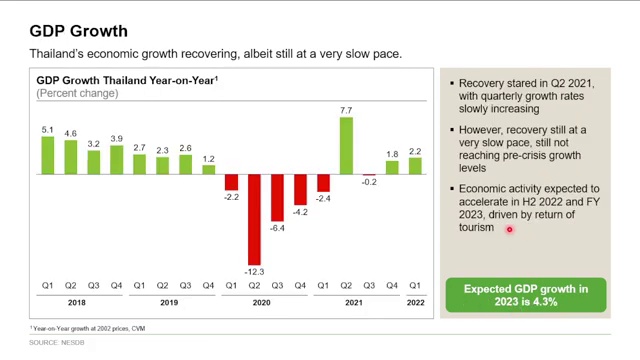 GDP Growth
Thailand's economic growth recovering, albeit still at a very slow pace.
GDP Growth Thailand Year-on-Year¹
(Percent change)
5.1 4.6 3.2 3.9 2.7 2.3 2.6 1.2 -2.2 -12.3 -6.4 -4.2 -2.4 7.7 -0.2 1.8 2.2
Q1 Q2 Q3 Q4 Q1 Q2 Q3 Q4 Q1 Q2 Q3 Q4 Q1 Q2 Q3 Q4 Q1
2018 2019 2020 2021 2022
▪ Recovery stared in Q2 2021,
with quarterly growth rates
slowly increasing
▪ However, recovery still at a
very slow pace, still not
reaching pre-crisis growth
levels
▪ Economic activity expected to
accelerate in H2 2022 and FY
2023, driven by return of
tourism
Expected GDP growth in
2023 is 4.3%
¹ Year-on-Year growth at 2002 prices, CVM
SOURCE: NESDB